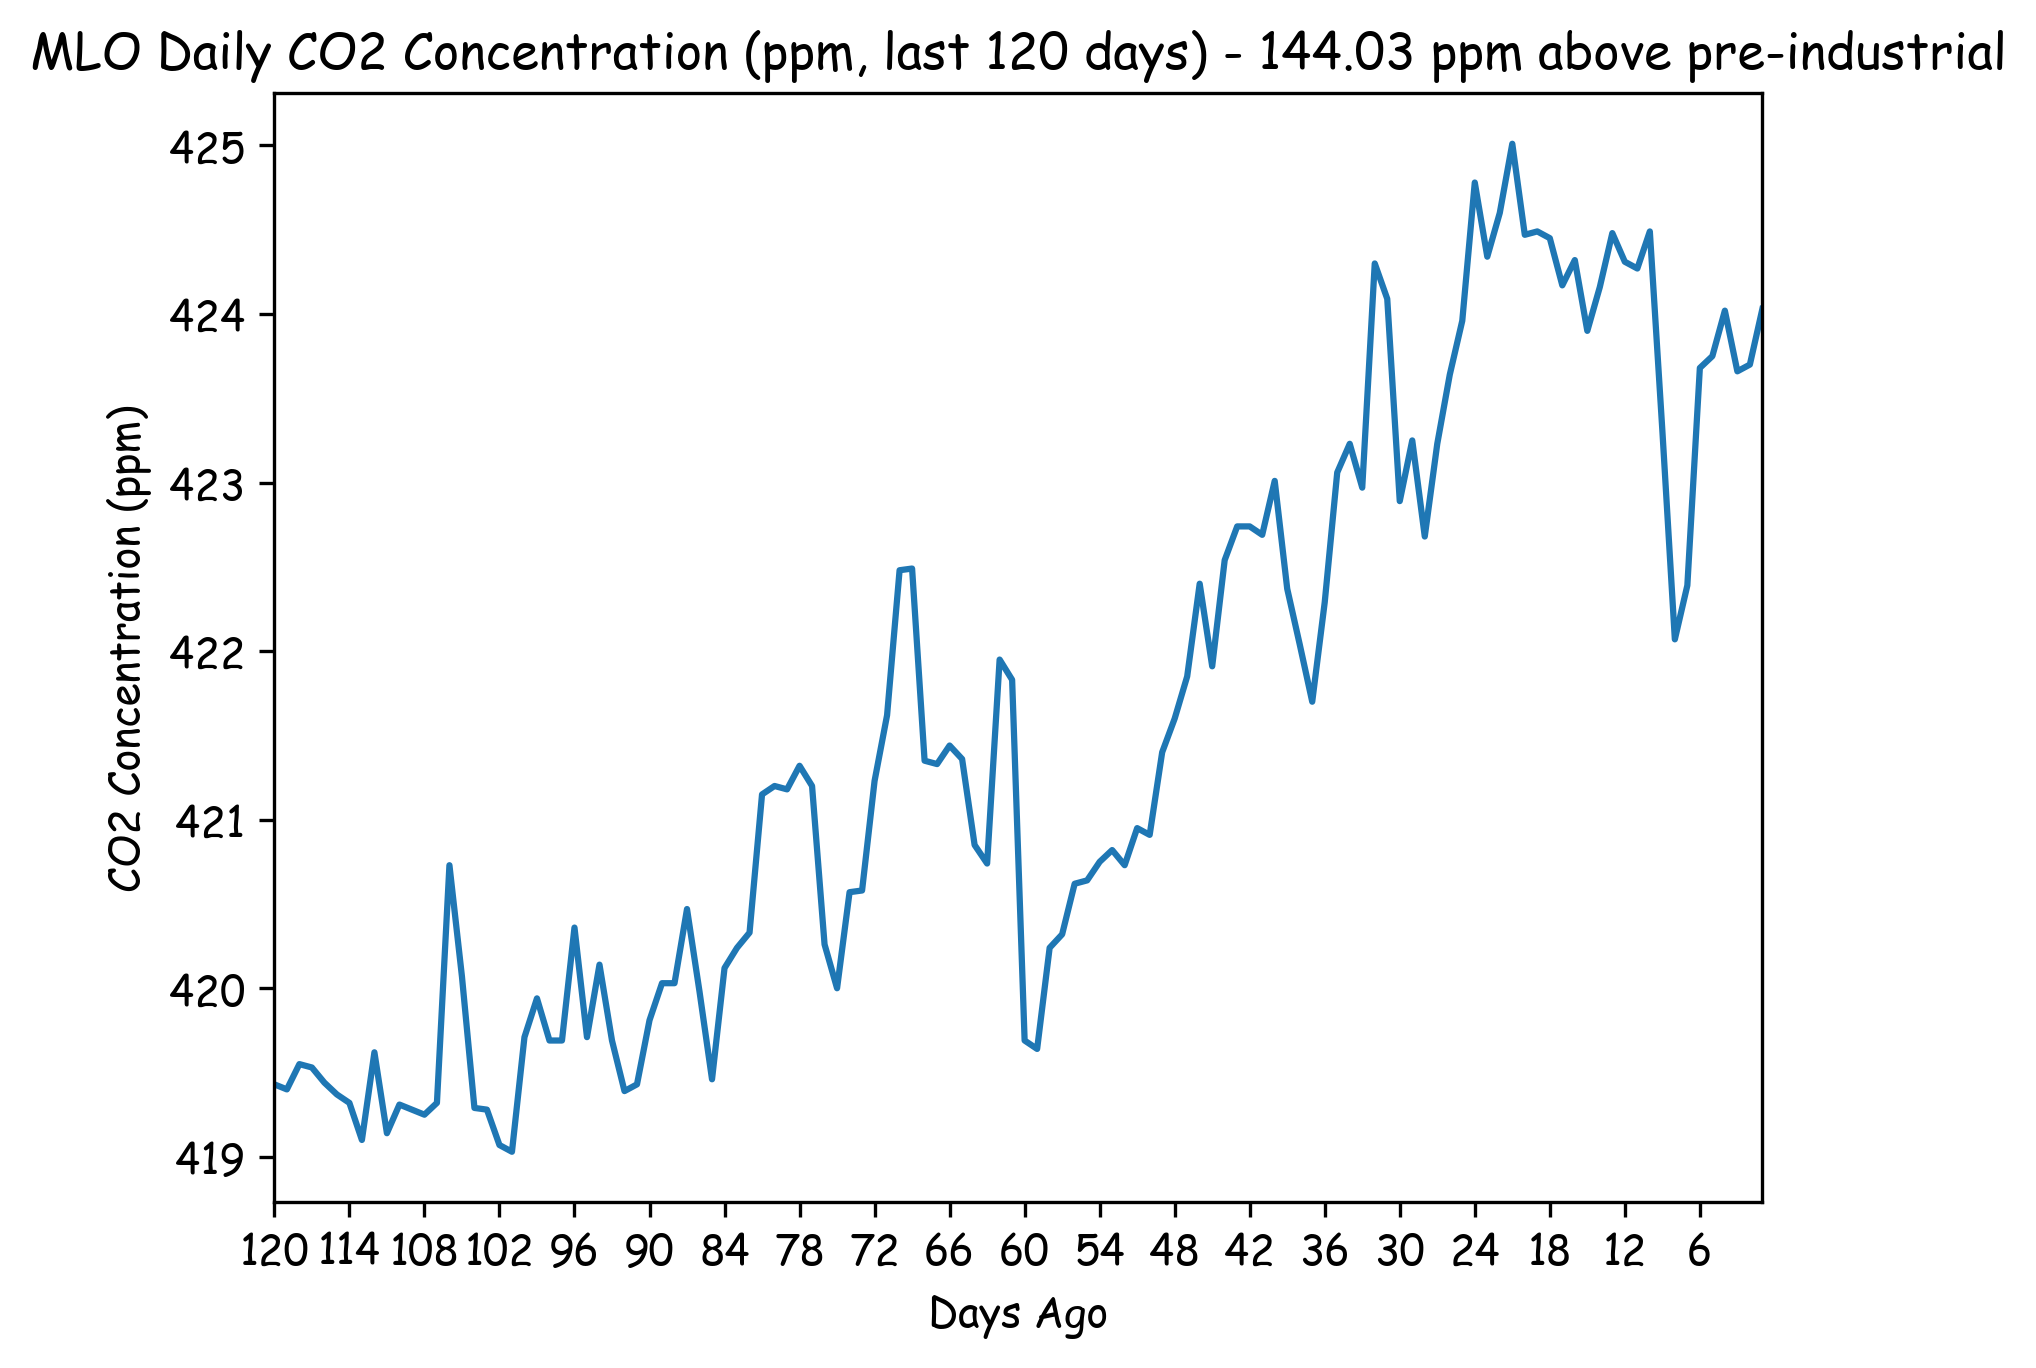 MLO Daily CO2 Concentration (ppm, last 120 days) - 144.03 ppm above pre-industrial
425
424
423
422
421
420
419
CO2 Concentration (ppm)
120 114 108 102 96 90 84 78 72 66 60 54 48 42 36 30 24 18 12 6
Days Ago